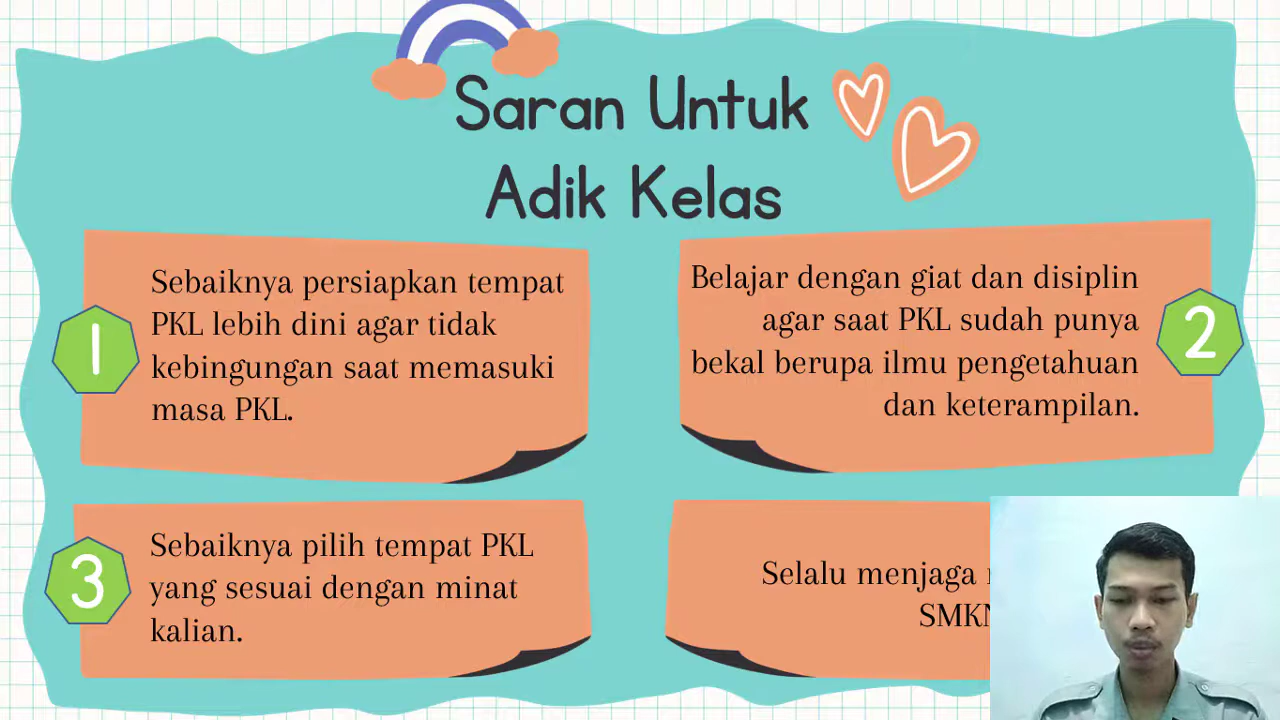 Saran Untuk
Adik Kelas
1
Sebaiknya persiapkan tempat
PKL lebih dini agar tidak
kebingungan saat memasuki
masa PKL.
2
Belajar dengan giat dan disiplin
agar saat PKL sudah punya
bekal berupa ilmu pengetahuan
dan keterampilan.
3
Sebaiknya pilih tempat PKL
yang sesuai dengan minat
kalian.
Selalu menjaga